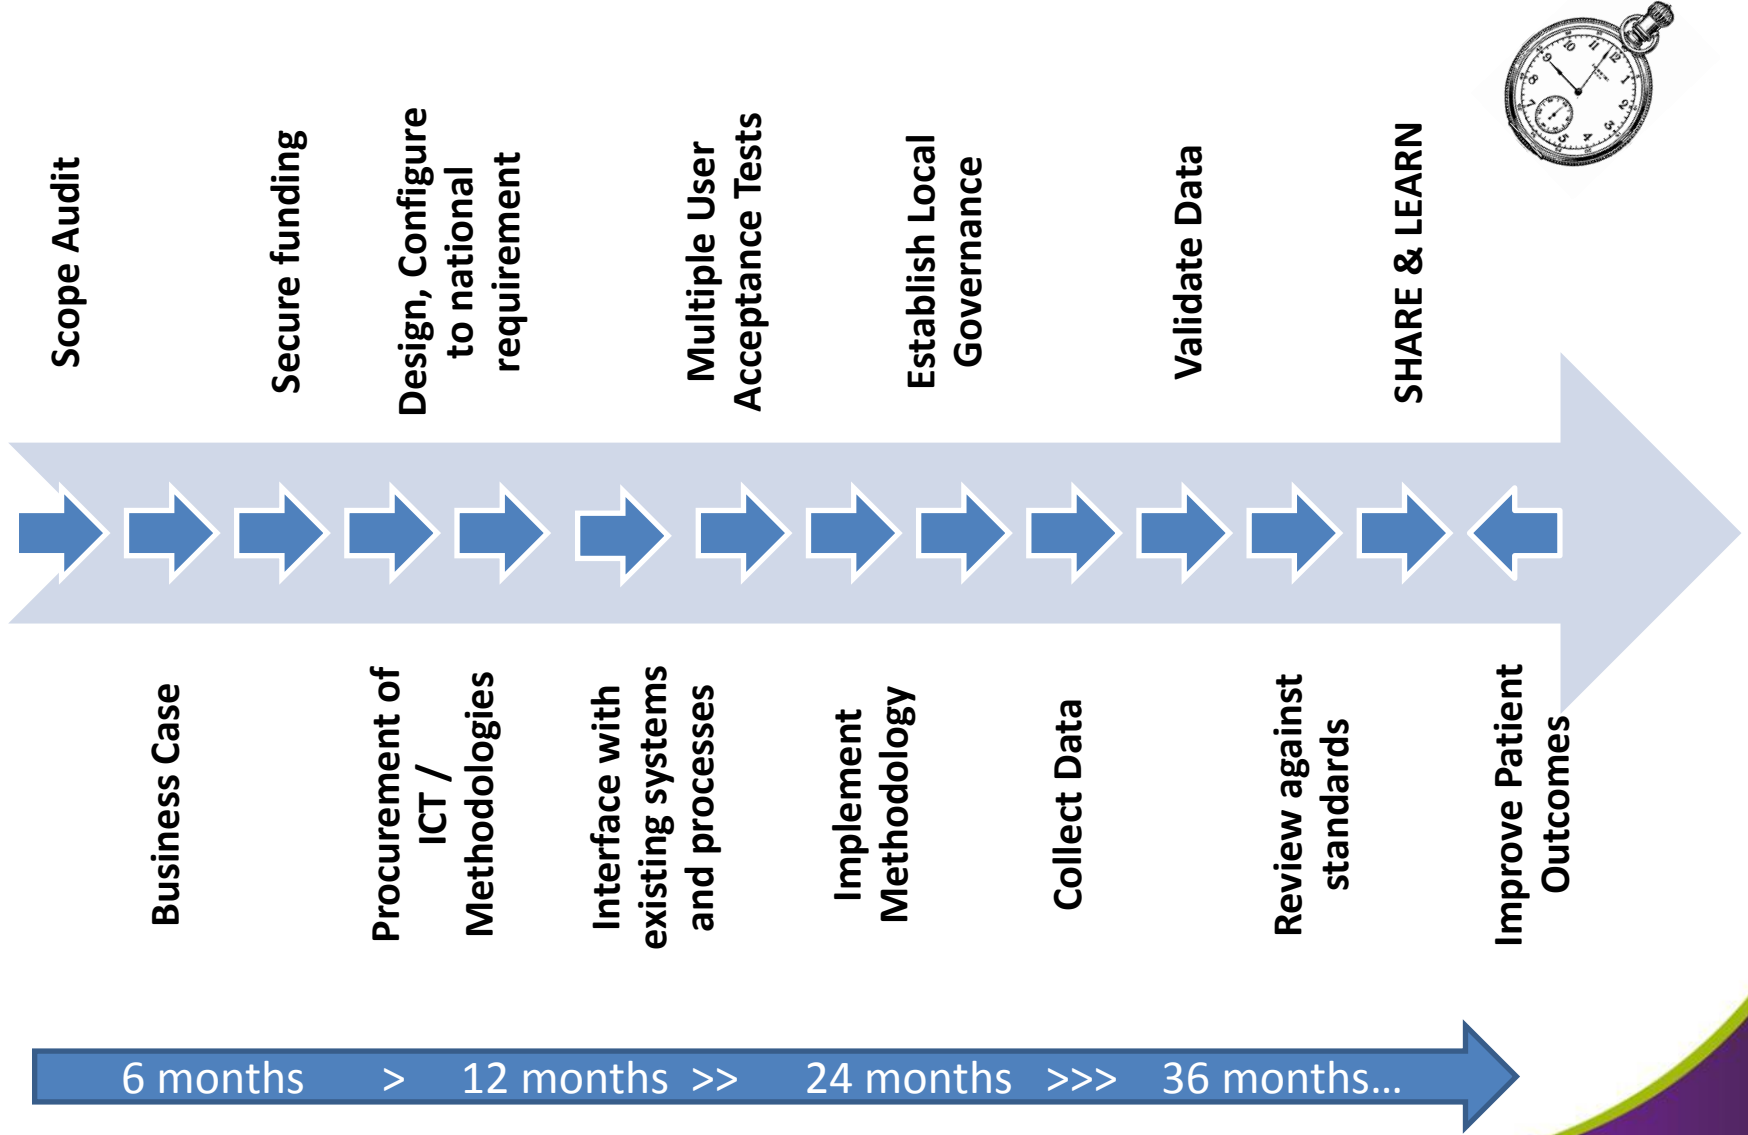 Scope Audit
Secure funding
Design, Configure
to national
requirement
Multiple User
Acceptance Tests
Establish Local
Governance
Validate Data
SHARE & LEARN
Business Case
Procurement of
ICT /
Methodologies
Interface with
existing systems
and processes
Implement
Methodology
Collect Data
Review against
standards
Improve Patient
Outcomes
6 months > 12 months >> 24 months >>> 36 months...